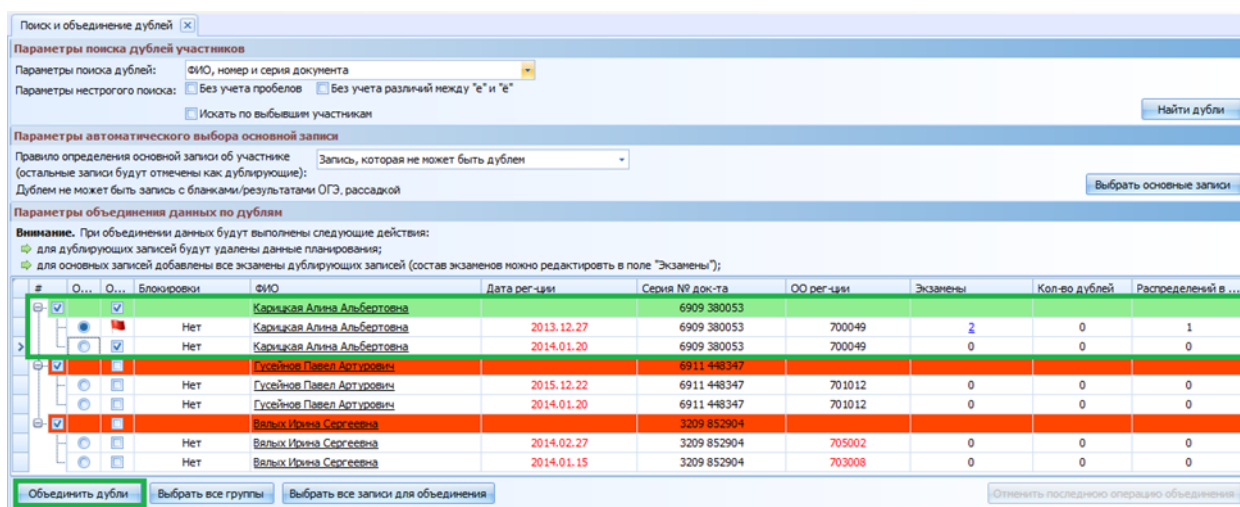 Поиск и объединение дублей
Параметры поиска дублей участников
Параметры поиска дублей: ФИО, номер и серия документа
Параметры нестрогого поиска: Без учета пробелов Без учета различий между "е" и "ё"
Искать по выбывшим участникам
Найти дубли
Параметры автоматического выбора основной записи
Правило определения основной записи об участнике Запись, которая не может быть дублем
(остальные записи будут отмечены как дублирующие):
Дублем не может быть запись с бланками/результатами ОГЭ, рассадкой
Выбрать основные записи
Параметры объединения данных по дублям
Внимание. При объединении данных будут выполнены следующие действия:
для дублирующих записей будут удалены данные планирования;
для основных записей добавлены все экзамены дублирующих записей (состав экзаменов можно редактировть в поле "Экзамены");
# О... О... Блокировки ФИО Дата рег-ции Серия № док-та ОО рег-ции Экзамены Кол-во дублей Распределений в ...
Карицкая Алина Альбертовна 6909 380053
Нет Карицкая Алина Альбертовна 2013.12.27 6909 380053 700049 2 0 1
Нет Карицкая Алина Альбертовна 2014.01.20 6909 380053 700049 0 0 0
Гусейнов Павел Артурович 6911 448347
Нет Гусейнов Павел Артурович 2015.12.22 6911 448347 701012 0 0 0
Нет Гусейнов Павел Артурович 2014.01.20 6911 448347 701012 0 0 0
Вялых Ирина Сергеевна 3209 852904
Нет Вялых Ирина Сергеевна 2014.02.27 3209 852904 705002 0 0 0
Нет Вялых Ирина Сергеевна 2014.01.15 3209 852904 703008 0 0 0
Объединить дубли Выбрать все группы Выбрать все записи для объединения Отменить последнюю операцию объединения